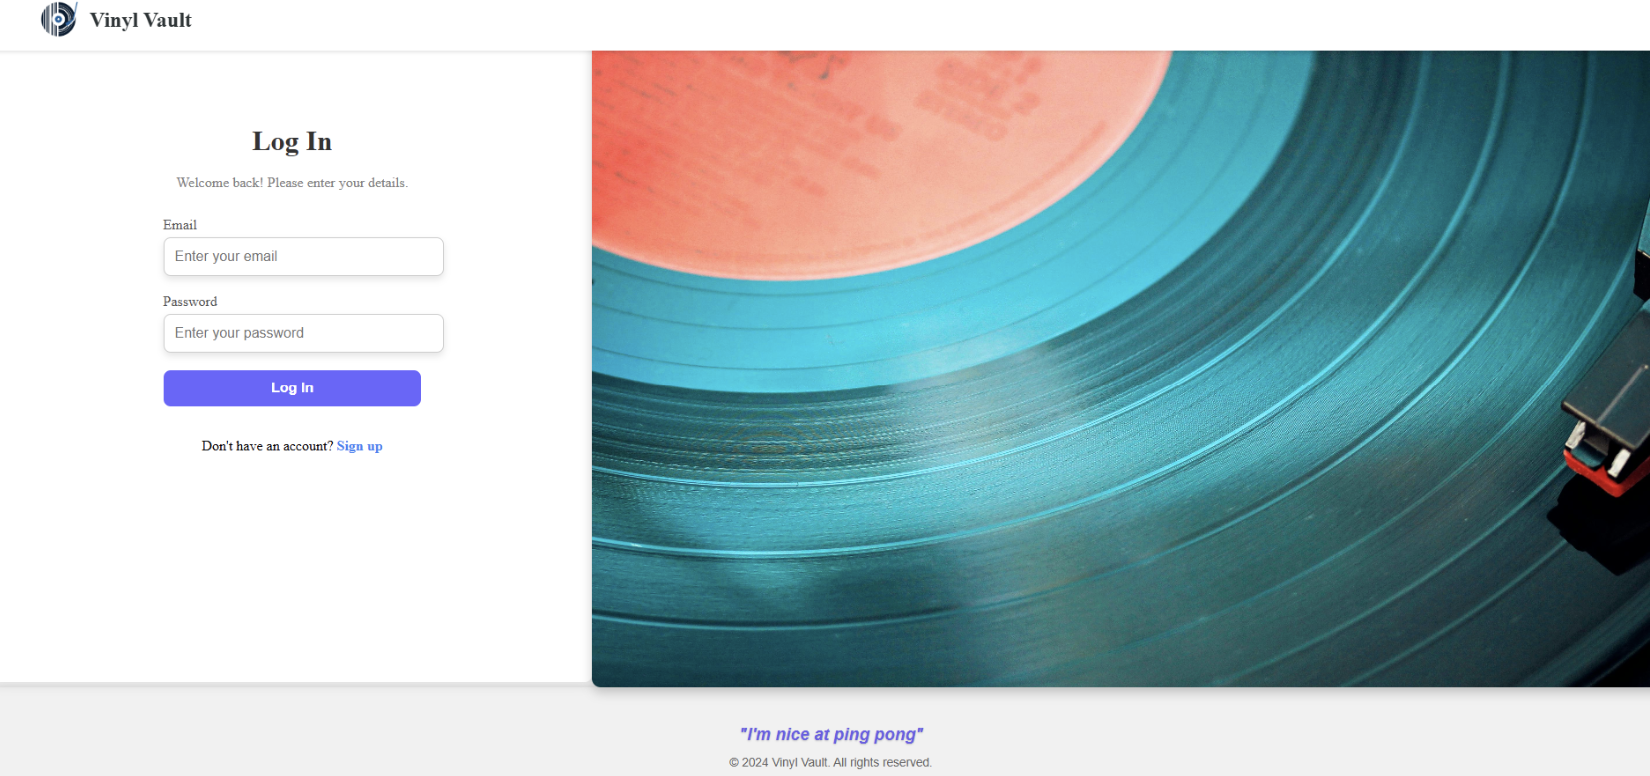 Vinyl Vault
Log In
Welcome back! Please enter your details.
Email
Enter your email
Password
Enter your password
Log In
Don't have an account? Sign up
"I'm nice at ping pong"
© 2024 Vinyl Vault. All rights reserved.